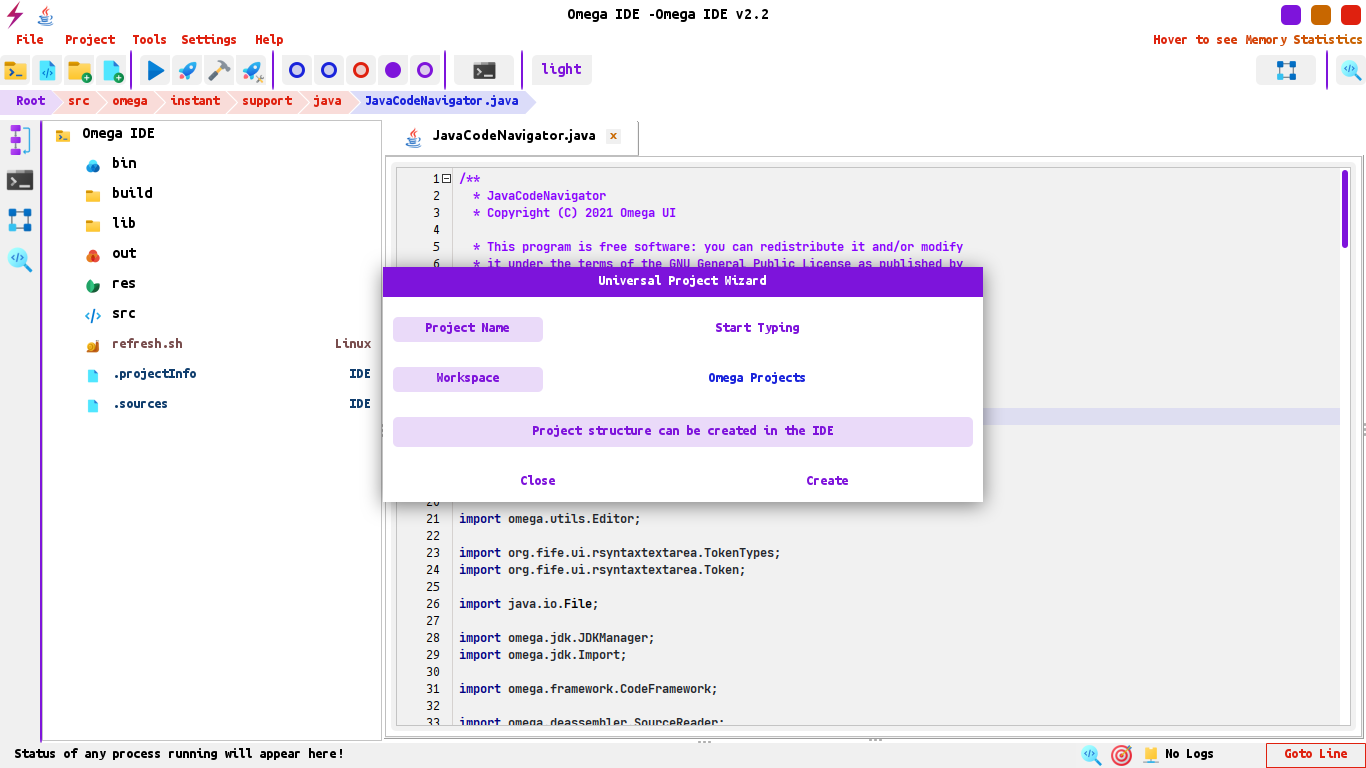 Omega IDE -Omega IDE v2.2
File Project Tools Settings Help
Hover to see Memory Statistics
light
Root src omega instant support java JavaCodeNavigator.java
Omega IDE
bin
build
lib
out
res
src
refresh.sh Linux
.projectInfo IDE
.sources IDE
JavaCodeNavigator.java x
1 /**
2 * JavaCodeNavigator
3 * Copyright (C) 2021 Omega UI
4
5 * This program is free software: you can redistribute it and/or modify
6 * it under the terms of the GNU General Public License as published by
Universal Project Wizard
Project Name Start Typing
Workspace Omega Projects
Project structure can be created in the IDE
Close Create
20
21 import omega.utils.Editor;
22
23 import org.fife.ui.rsyntaxtextarea.TokenTypes;
24 import org.fife.ui.rsyntaxtextarea.Token;
25
26 import java.io.File;
27
28 import omega.jdk.JDKManager;
29 import omega.jdk.Import;
30
31 import omega.framework.CodeFramework;
32
33 import omega.deassembler.SourceReader;
Status of any process running will appear here!
No Logs
Goto Line